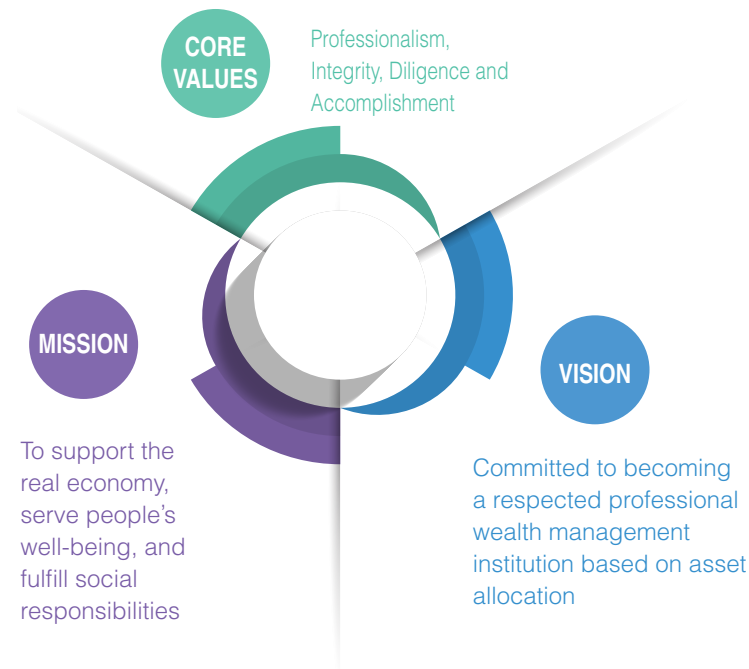 CORE
VALUES
Professionalism,
Integrity, Diligence and
Accomplishment
MISSION
To support the
real economy,
serve people’s
well-being, and
fulfill social
responsibilities
VISION
Committed to becoming
a respected professional
wealth management
institution based on asset
allocation